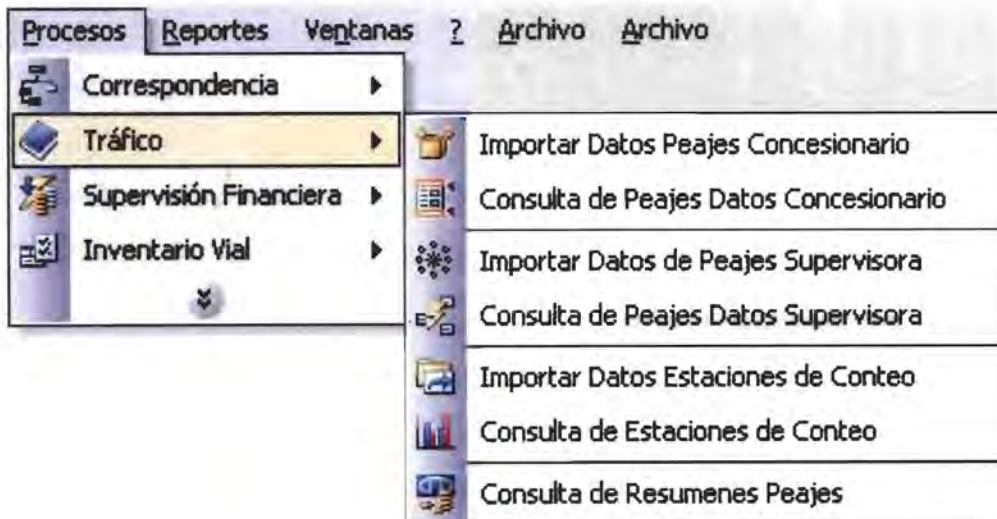 Procesos Reportes Ventanas ? Archivo Archivo
Correspondencia
Tráfico
Supervisión Financiera
Inventario Vial
Importar Datos Peajes Concesionario
Consulta de Peajes Datos Concesionario
Importar Datos de Peajes Supervisora
Consulta de Peajes Datos Supervisora
Importar Datos Estaciones de Conteo
Consulta de Estaciones de Conteo
Consulta de Resumenes Peajes